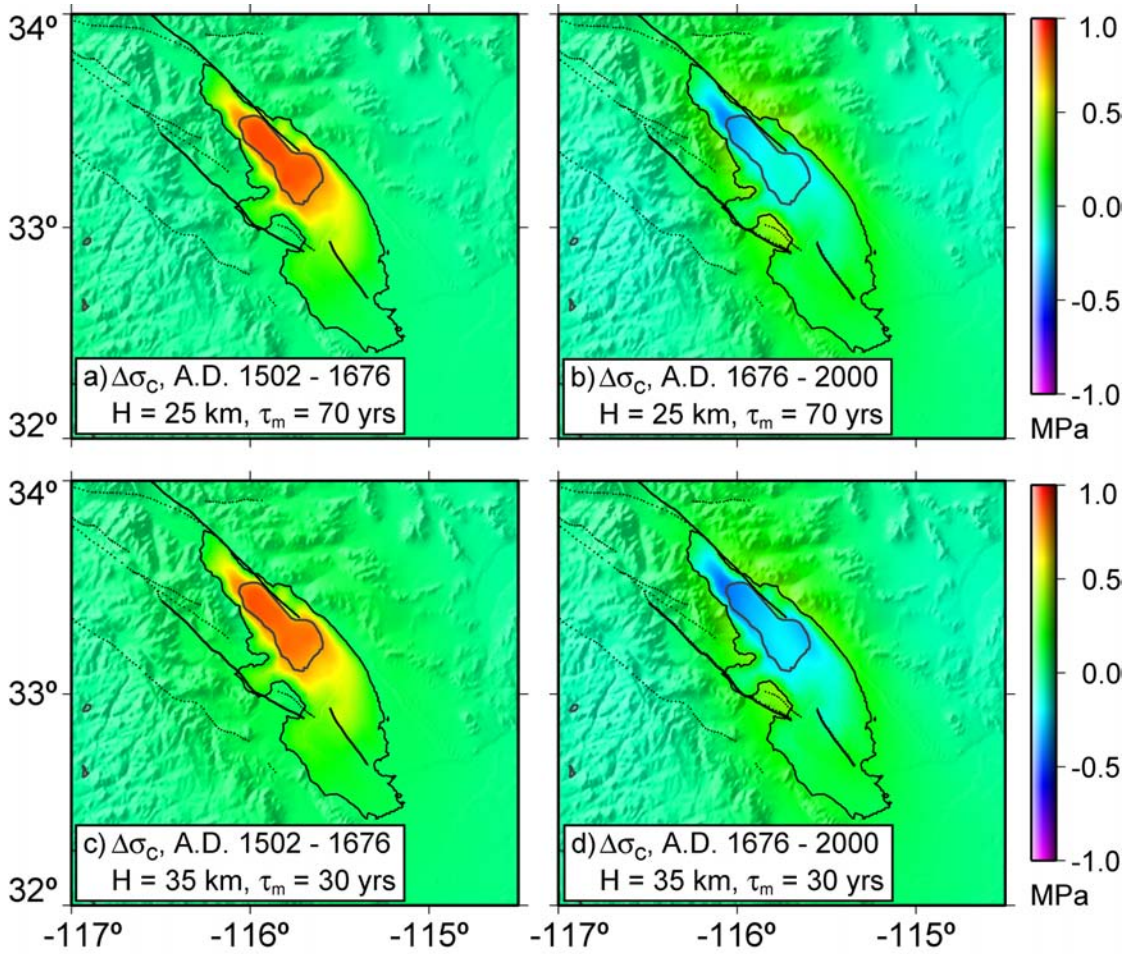 34º
1.0
0.5
33º
0.0
-0.5
a) Δσ_C, A.D. 1502 - 1676
H = 25 km, τ_m = 70 yrs
b) Δσ_C, A.D. 1676 - 2000
H = 25 km, τ_m = 70 yrs
-1.0
32º
MPa
34º
1.0
0.5
33º
0.0
-0.5
c) Δσ_C, A.D. 1502 - 1676
H = 35 km, τ_m = 30 yrs
d) Δσ_C, A.D. 1676 - 2000
H = 35 km, τ_m = 30 yrs
-1.0
32º
MPa
-117º -116º -115º -117º -116º -115º